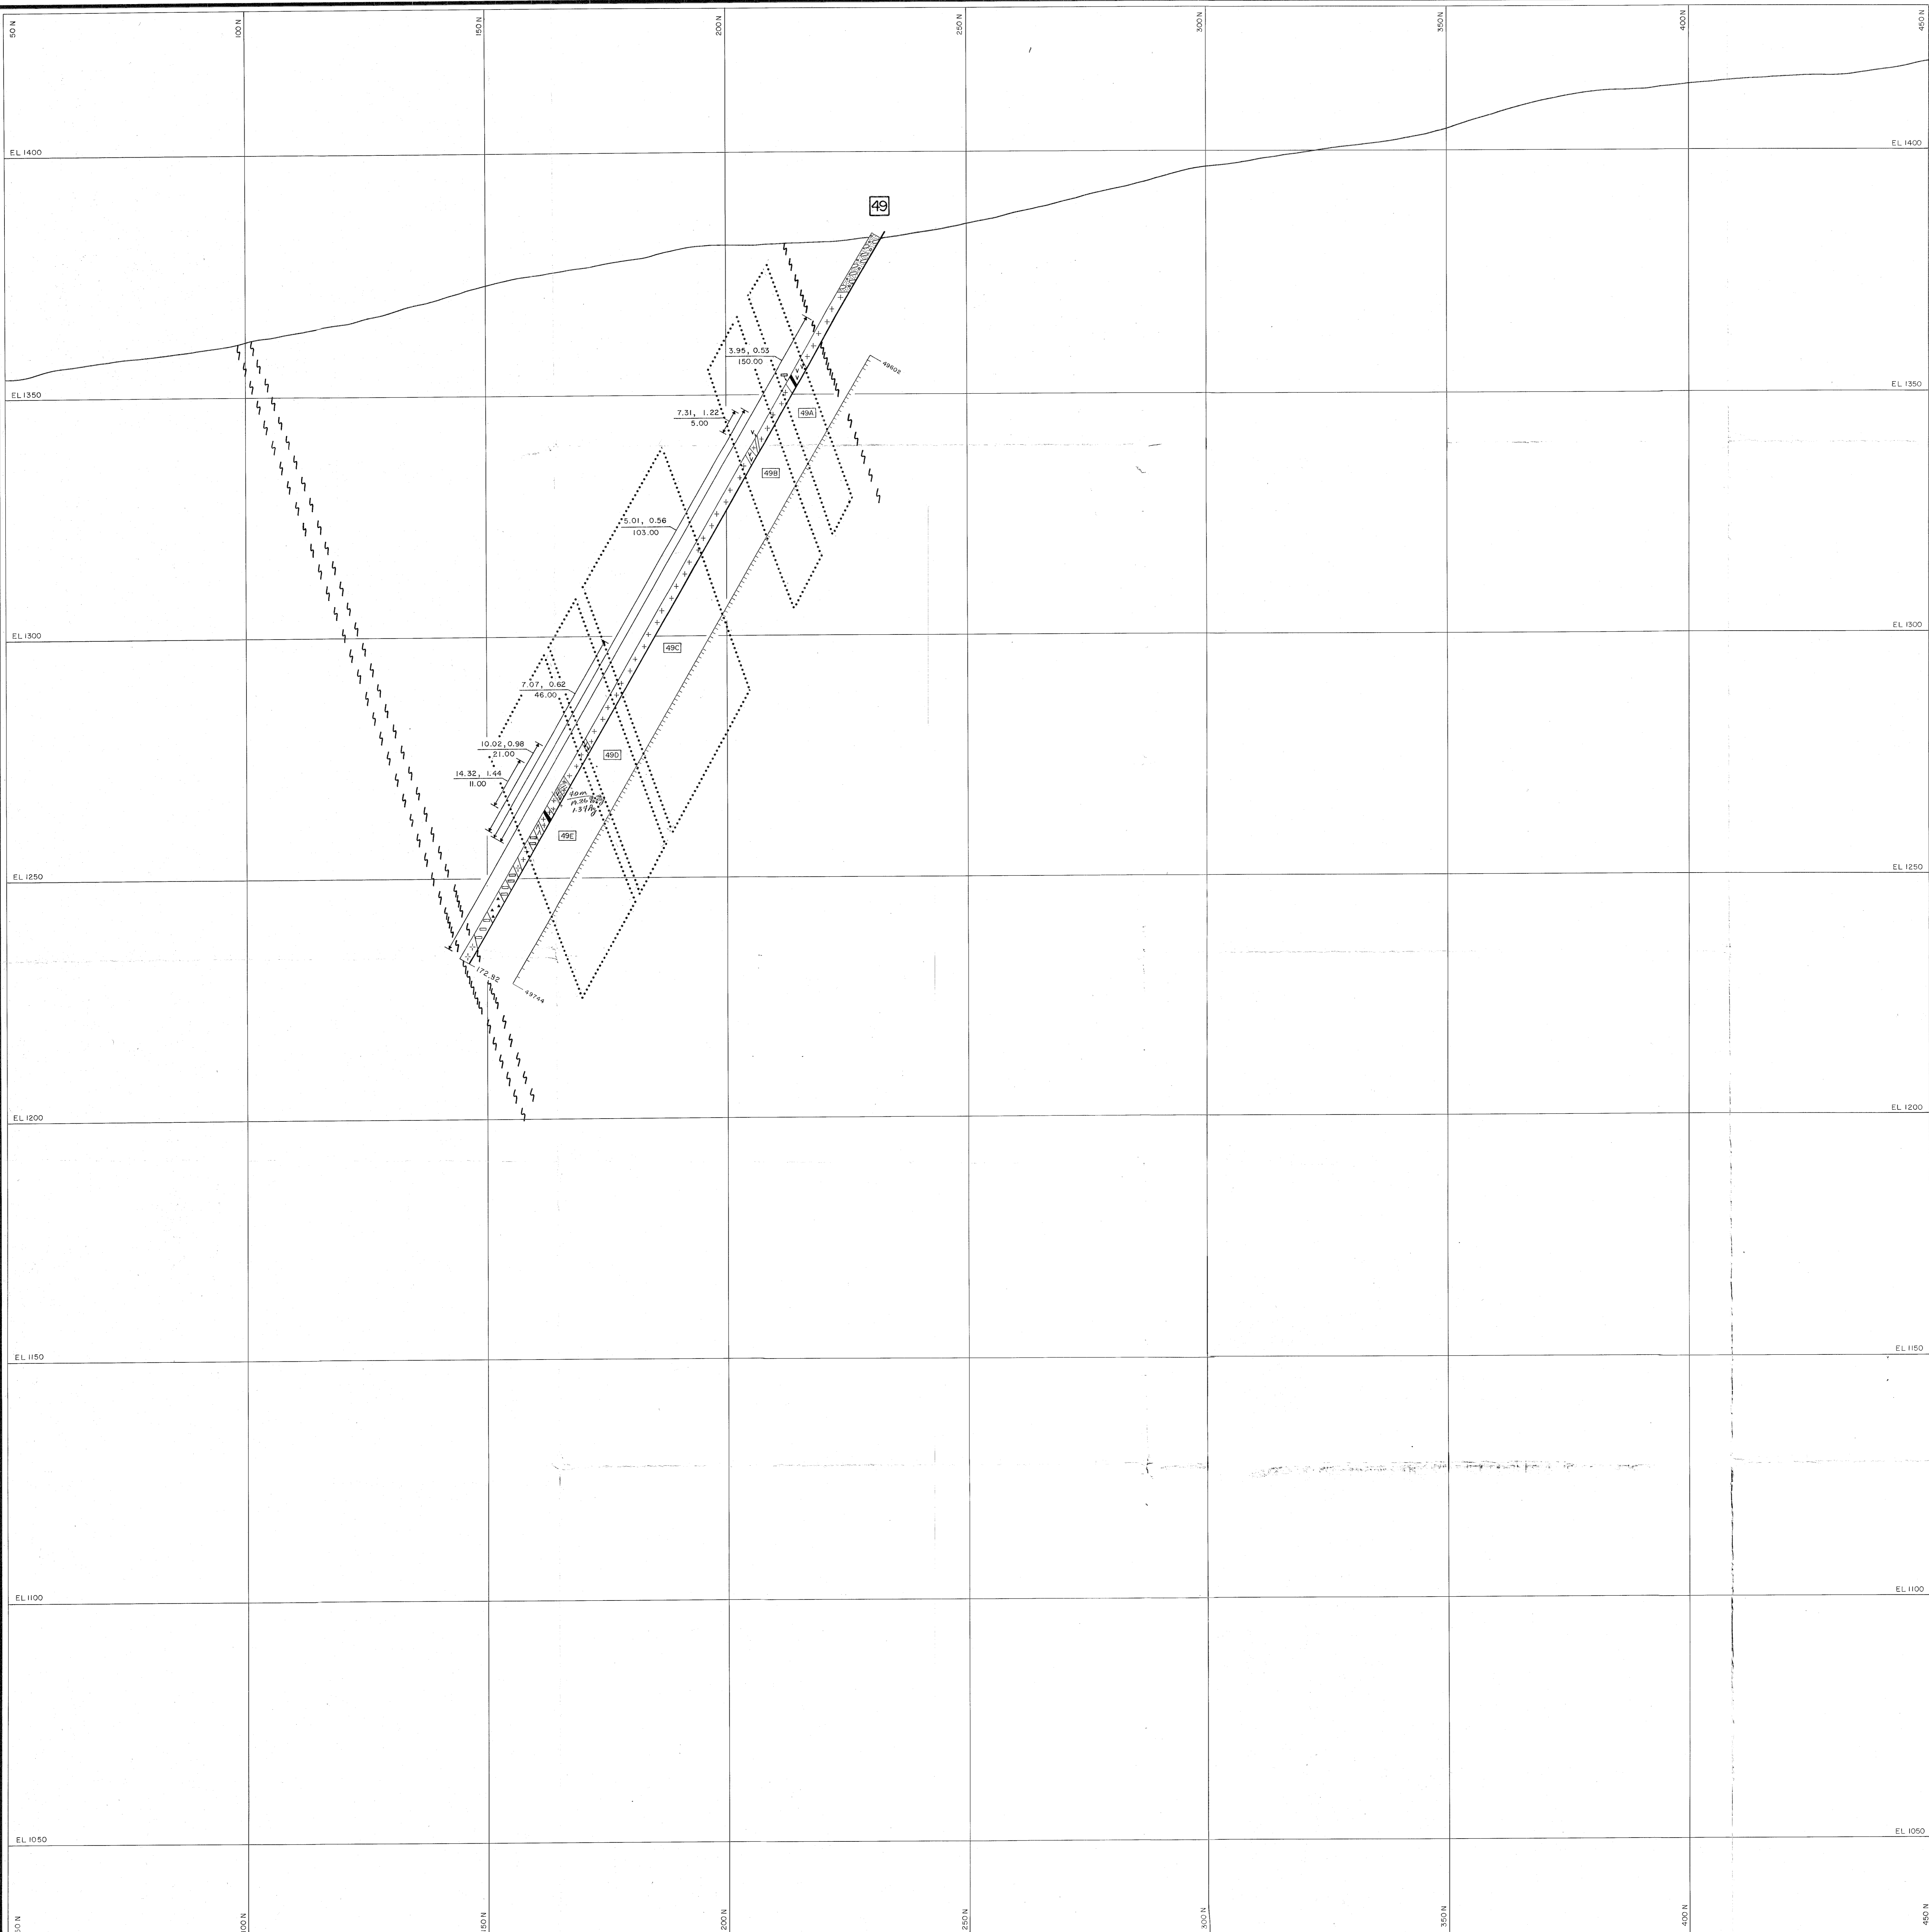 50 N
100 N
150 N
200 N
250 N
300 N
350 N
400 N
450 N
EL 1400
EL 1400
49
3.95, 0.53
150.00
49602
EL 1350
EL 1350
7.31, 1.22
5.00
49A
49B
5.01, 0.56
103.00
EL 1300
EL 1300
49C
7.07, 0.62
46.00
10.02, 0.98
21.00
49D
14.32, 1.44
11.00
49E
EL 1250
EL 1250
172.82
49744
EL 1200
EL 1200
EL 1150
EL 1150
EL 1100
EL 1100
EL 1050
EL 1050
50 N
100 N
150 N
200 N
250 N
300 N
350 N
400 N
450 N